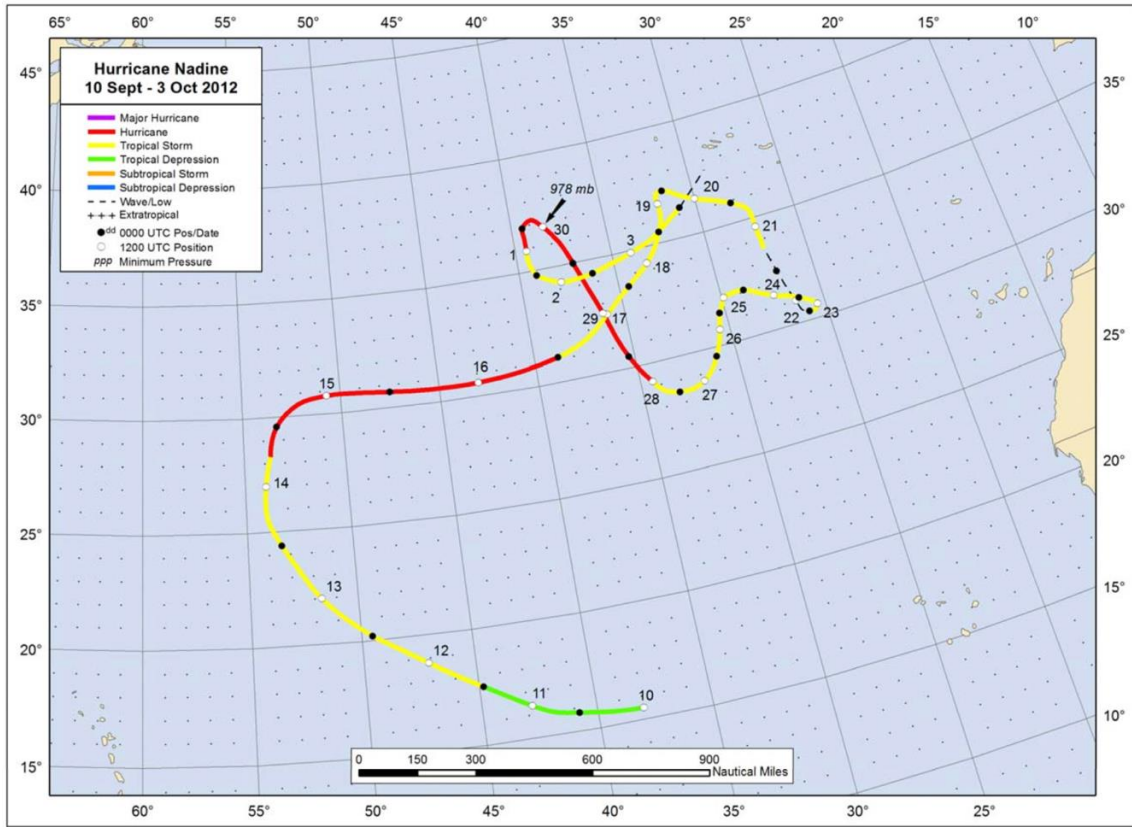 65° 60° 55° 50° 45° 40° 35° 30° 25° 20° 15° 10°
Hurricane Nadine
10 Sept - 3 Oct 2012
Major Hurricane
Hurricane
Tropical Storm
Tropical Depression
Subtropical Storm
Subtropical Depression
Wave/Low
++++ Extratropical
dd 0000 UTC Pos/Date
1200 UTC Position
ppp Minimum Pressure
45°
40°
35°
30°
25°
20°
15°
35°
30°
25°
20°
15°
10°
978 mb
20
19
30
21
3
1
18
2
24
25
22
23
29
17
26
16
15
28
27
14
13
12
11
10
0 150 300 600 900
Nautical Miles
60° 55° 50° 45° 40° 35° 30° 25°